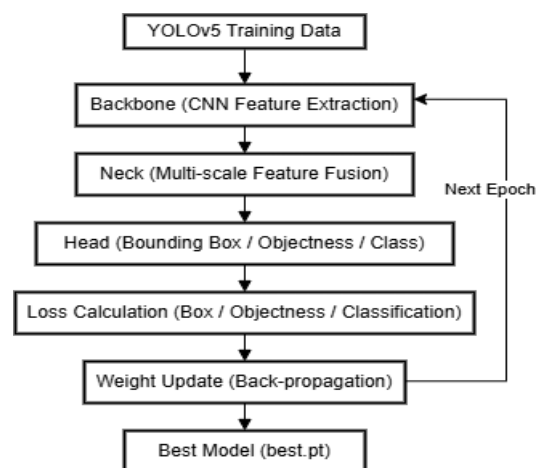 YOLOv5 Training Data
Backbone (CNN Feature Extraction)
Neck (Multi-scale Feature Fusion)
Next Epoch
Head (Bounding Box / Objectness / Class)
Loss Calculation (Box / Objectness / Classification)
Weight Update (Back-propagation)
Best Model (best.pt)